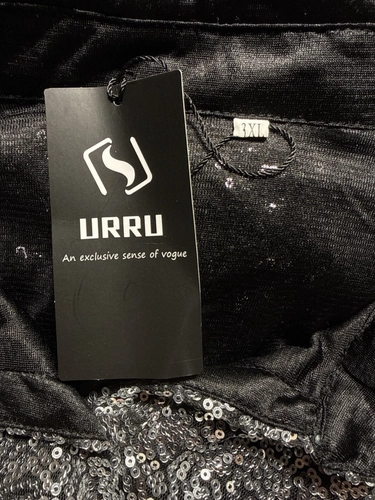 3XL
URRU
An exclusive sense of vogue